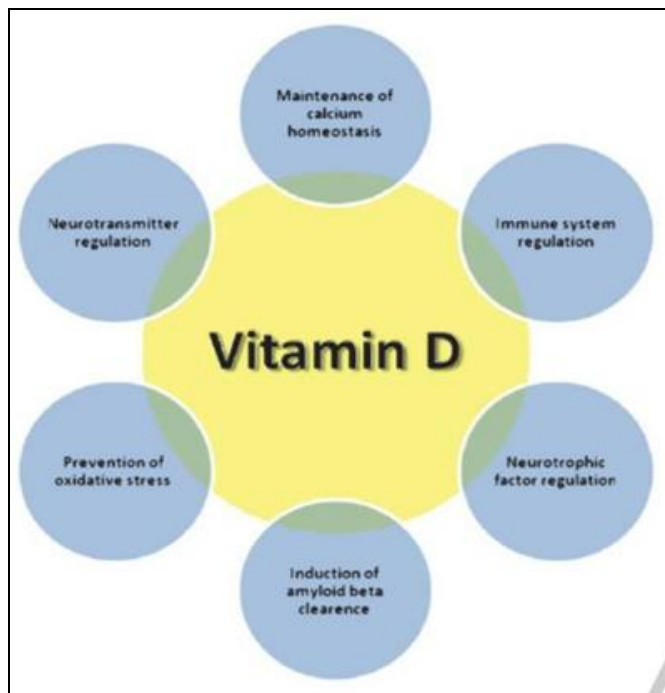 Maintenance of
calcium
homeostasis
Neurotransmitter
regulation
Immune system
regulation
Vitamin D
Prevention of
oxidative stress
Neurotrophic
factor regulation
Induction of
amyloid beta
clearence